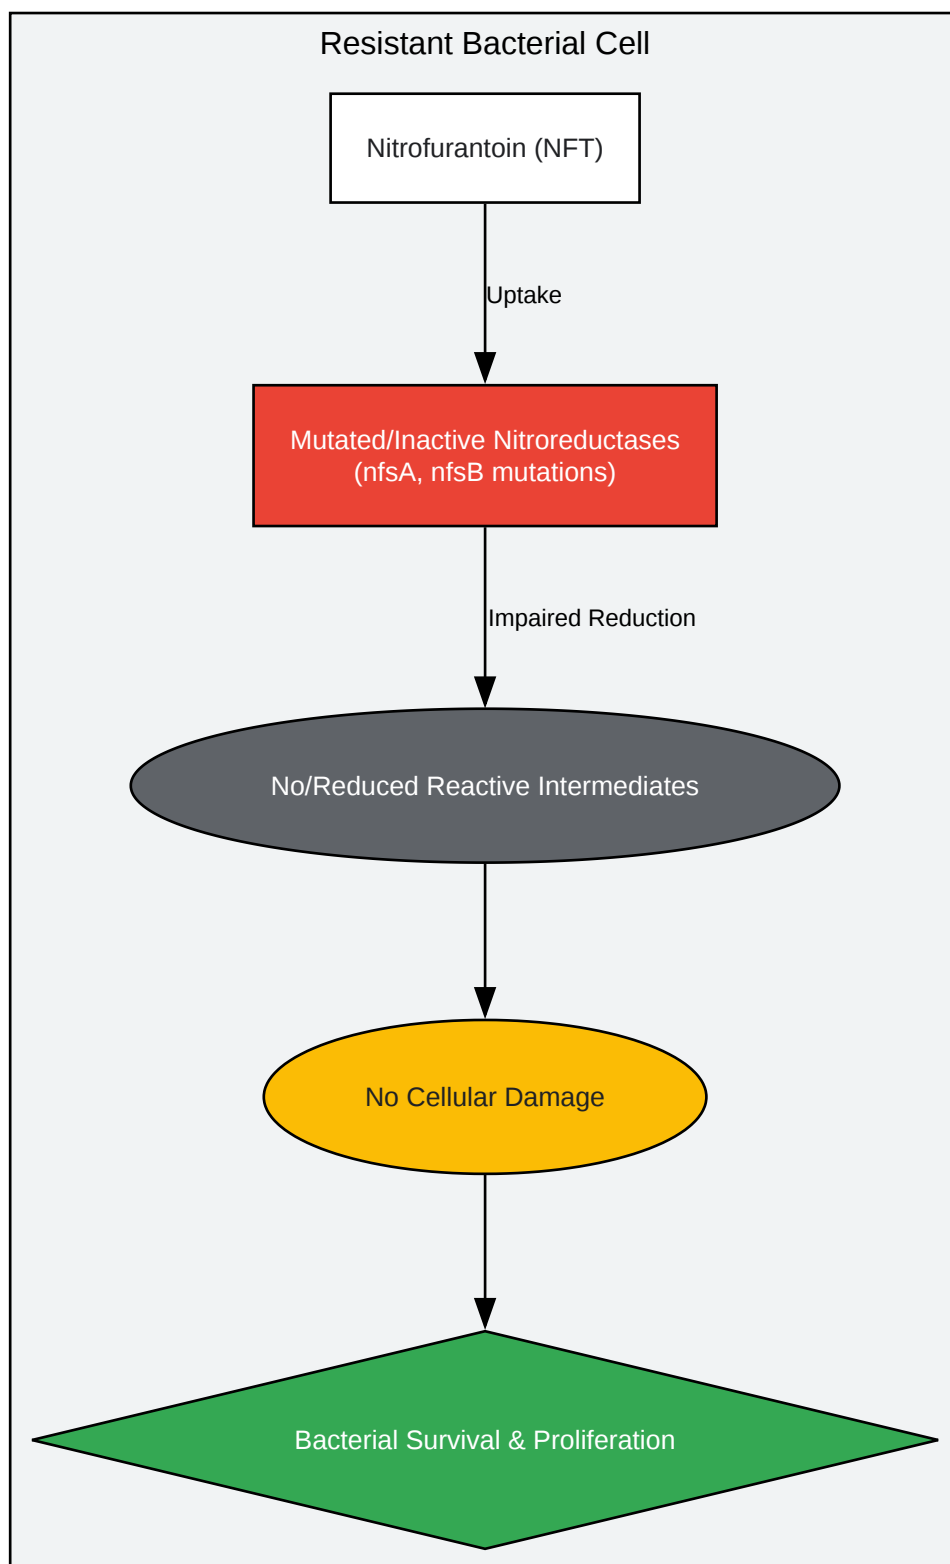 Resistant Bacterial Cell
Nitrofurantoin (NFT)
Uptake
Mutated/Inactive Nitroreductases
(nfsA, nfsB mutations)
Impaired Reduction
No/Reduced Reactive Intermediates
No Cellular Damage
Bacterial Survival & Proliferation